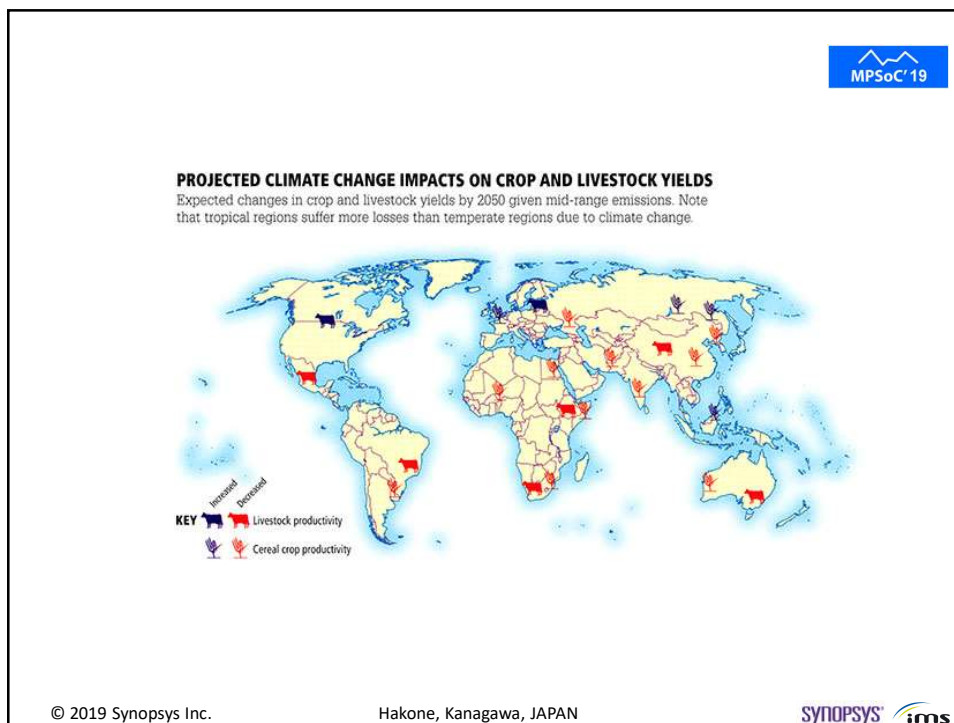 MPSoC' 19
PROJECTED CLIMATE CHANGE IMPACTS ON CROP AND LIVESTOCK YIELDS
Expected changes in crop and livestock yields by 2050 given mid-range emissions. Note
that tropical regions suffer more losses than temperate regions due to climate change.
Increased Decreased
KEY Livestock productivity
Cereal crop productivity
© 2019 Synopsys Inc. Hakone, Kanagawa, JAPAN SYNOPSYS® ims